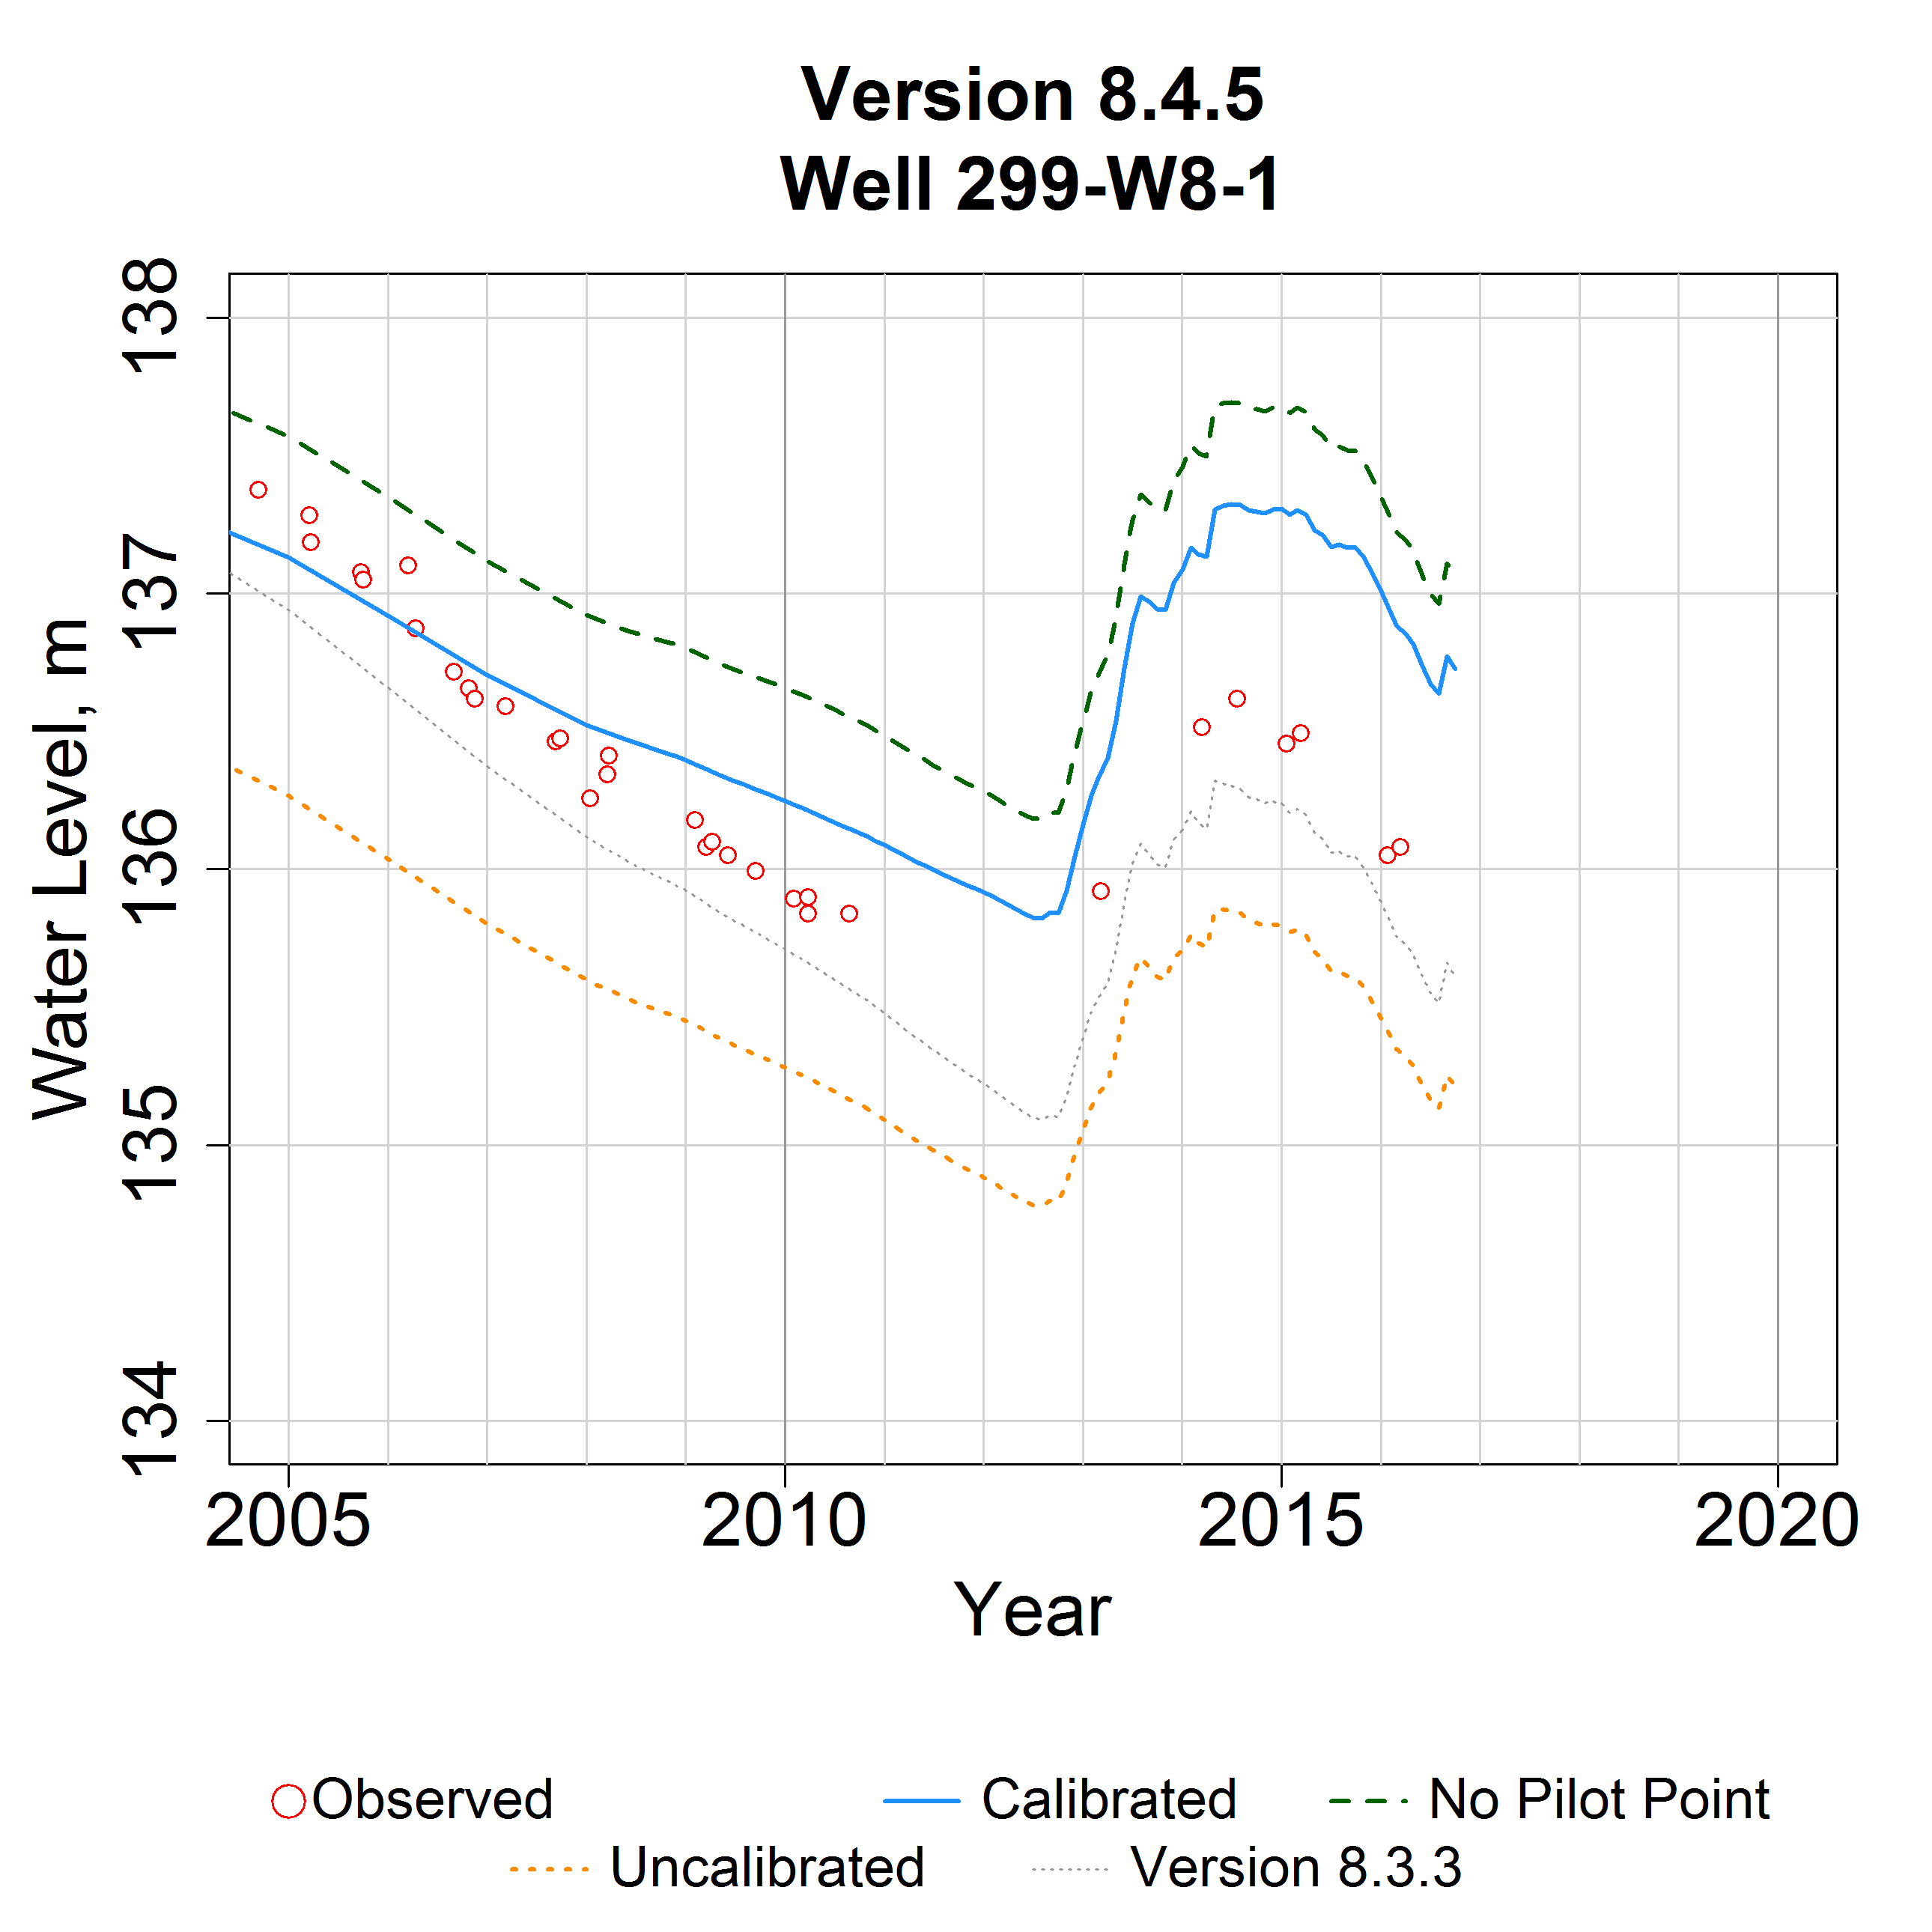 Version 8.4.5
Well 299-W8-1
138
137
136
135
134
Water Level, m
2005 2010 2015 2020
Year
Observed Calibrated No Pilot Point
Uncalibrated Version 8.3.3